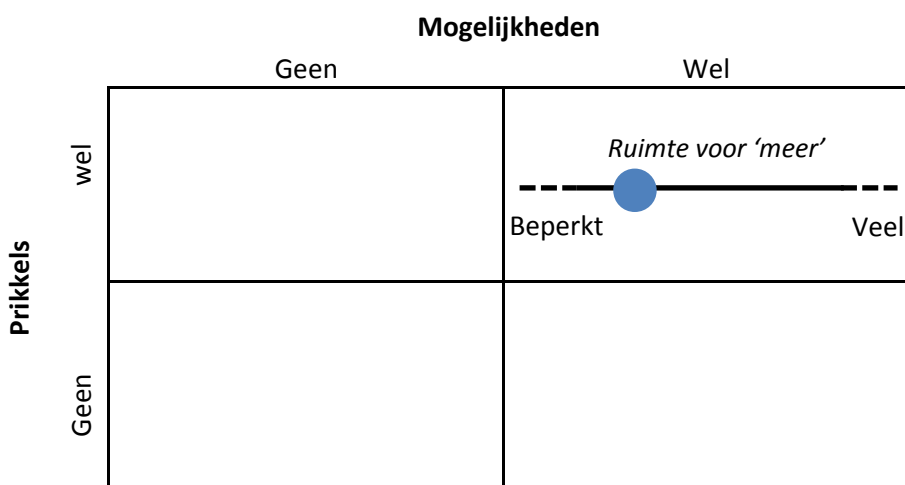 Mogelijkheden
Geen
Wel
wel
Ruimte voor ‘meer’
Beperkt
Veel
Prikkels
Geen